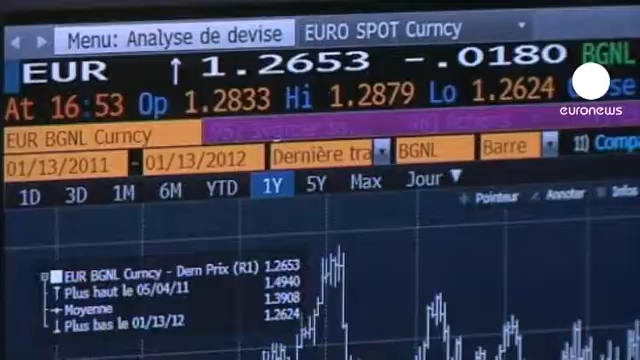 Menu: Analyse de devise EURO SPOT Curncy
EUR ↑ 1.2653 -.0180 BGNL
At 16:53 Op 1.2833 Hi 1.2879 Lo 1.2624
euronews
EUR BGNL Curncy
01/13/2011 - 01/13/2012 Dernière tra BGNL Barre 11) Compa
1D 3D 1M 6M YTD 1Y 5Y Max Jour ▼
Pointeur Annoter Infos
EUR BGNL Curncy - Dern Prix (R1) 1.2653
Plus haut le 05/04/11 1.4940
Moyenne 1.3908
Plus bas le 01/13/12 1.2624